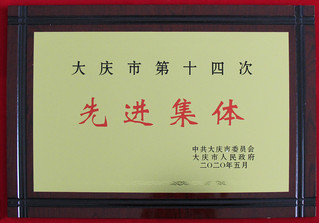 大庆市第十四次
先进集体
中共大庆市委员会
大庆市人民政府
二〇二〇年五月